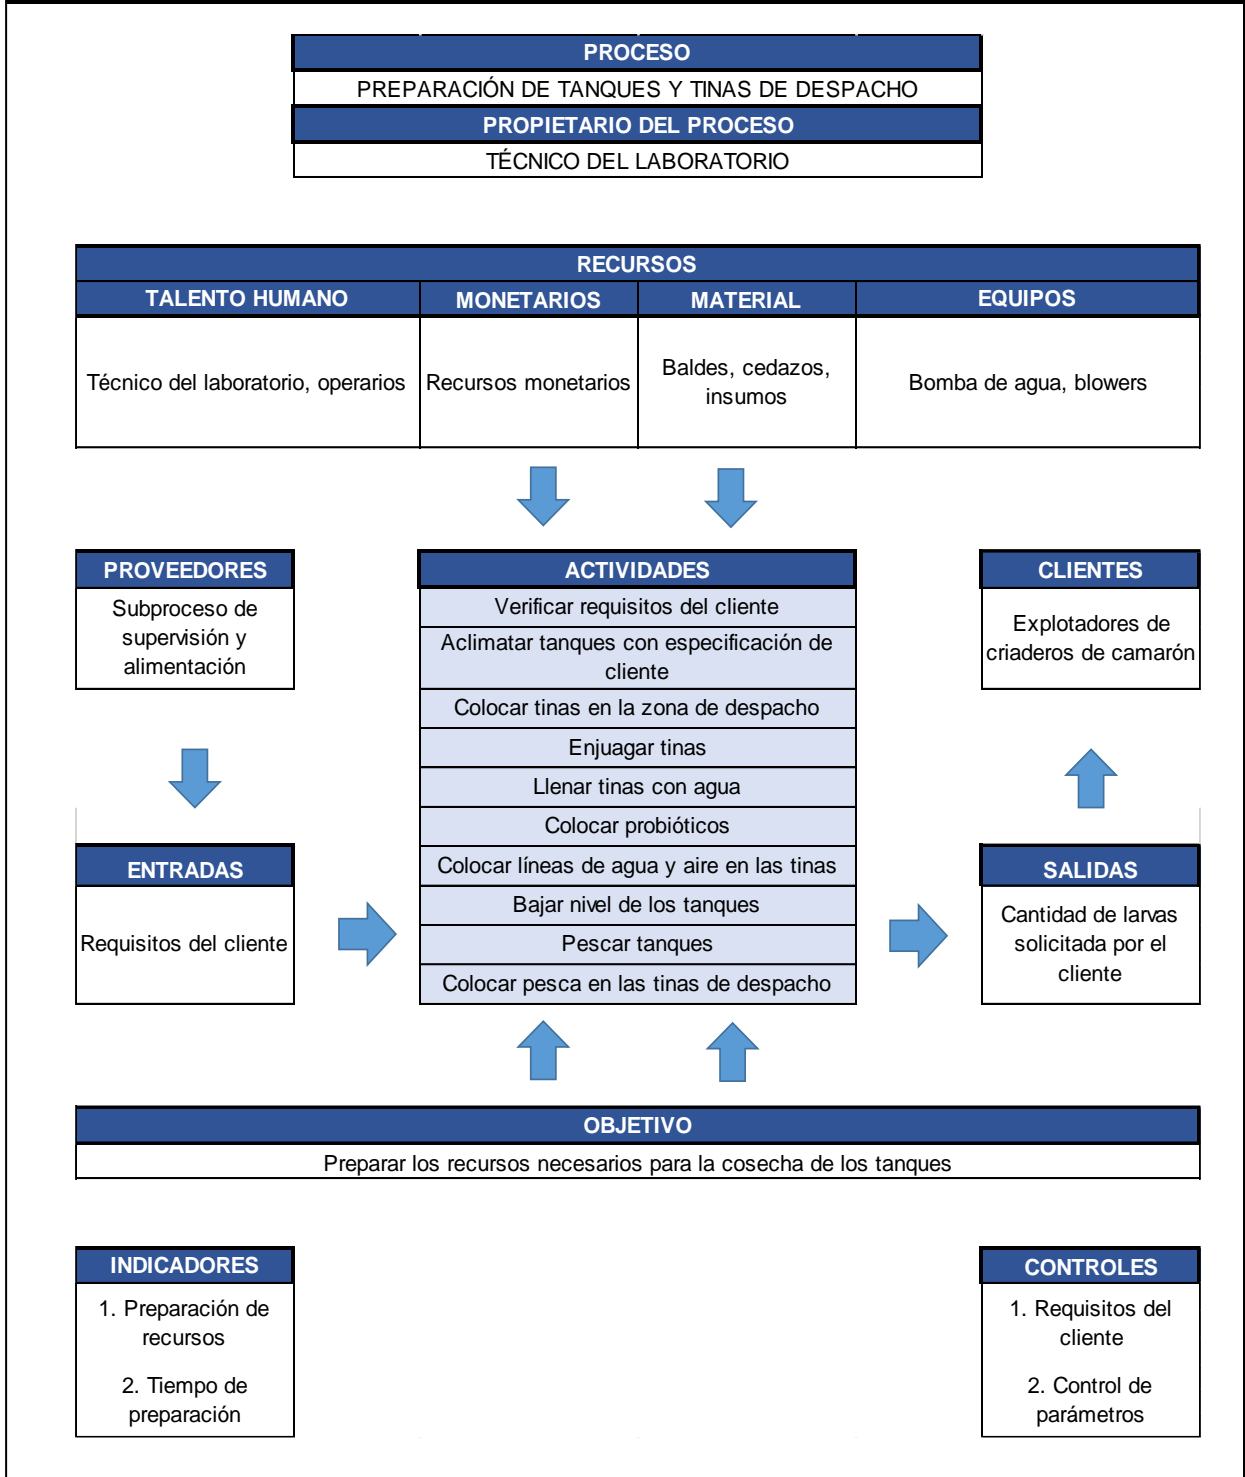 PROCESO
PREPARACIÓN DE TANQUES Y TINAS DE DESPACHO
PROPIETARIO DEL PROCESO
TÉCNICO DEL LABORATORIO
RECURSOS
TALENTO HUMANO
MONETARIOS
MATERIAL
EQUIPOS
Técnico del laboratorio, operarios
Recursos monetarios
Baldes, cedazos,
insumos
Bomba de agua, blowers
PROVEEDORES
Subproceso de
supervisión y
alimentación
ACTIVIDADES
Verificar requisitos del cliente
Aclimatar tanques con especificación de
cliente
Colocar tinas en la zona de despacho
Enjuagar tinas
Llenar tinas con agua
Colocar probióticos
Colocar líneas de agua y aire en las tinas
Bajar nivel de los tanques
Pescar tanques
Colocar pesca en las tinas de despacho
CLIENTES
Explotadores de
criaderos de camarón
ENTRADAS
Requisitos del cliente
SALIDAS
Cantidad de larvas
solicitada por el
cliente
OBJETIVO
Preparar los recursos necesarios para la cosecha de los tanques
INDICADORES
1. Preparación de
recursos
2. Tiempo de
preparación
CONTROLES
1. Requisitos del
cliente
2. Control de
parámetros